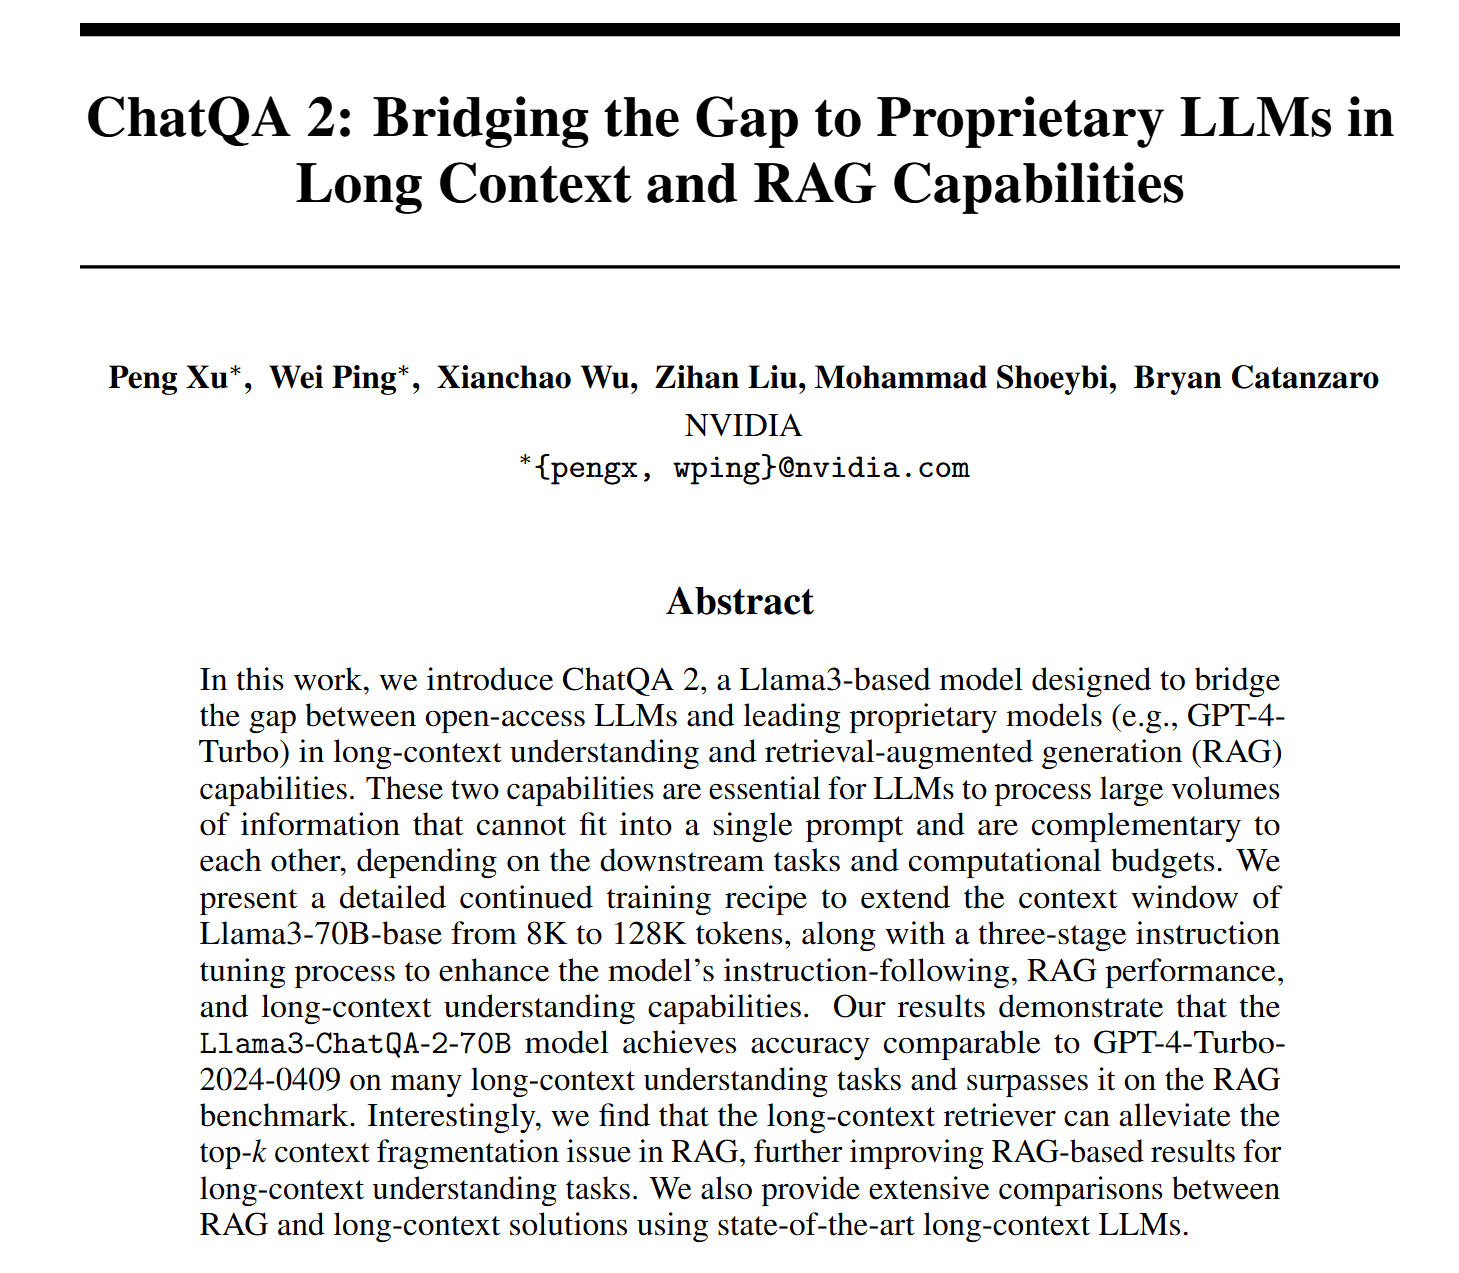 ChatQA 2: Bridging the Gap to Proprietary LLMs in
Long Context and RAG Capabilities
Peng Xu*, Wei Ping*, Xianchao Wu, Zihan Liu, Mohammad Shoeybi, Bryan Catanzaro
NVIDIA
*{pengx, wping}@nvidia.com
Abstract
In this work, we introduce ChatQA 2, a Llama3-based model designed to bridge
the gap between open-access LLMs and leading proprietary models (e.g., GPT-4-
Turbo) in long-context understanding and retrieval-augmented generation (RAG)
capabilities. These two capabilities are essential for LLMs to process large volumes
of information that cannot fit into a single prompt and are complementary to
each other, depending on the downstream tasks and computational budgets. We
present a detailed continued training recipe to extend the context window of
Llama3-70B-base from 8K to 128K tokens, along with a three-stage instruction
tuning process to enhance the model's instruction-following, RAG performance,
and long-context understanding capabilities. Our results demonstrate that the
Llama3-ChatQA-2-70B model achieves accuracy comparable to GPT-4-Turbo-
2024-0409 on many long-context understanding tasks and surpasses it on the RAG
benchmark. Interestingly, we find that the long-context retriever can alleviate the
top-k context fragmentation issue in RAG, further improving RAG-based results for
long-context understanding tasks. We also provide extensive comparisons between
RAG and long-context solutions using state-of-the-art long-context LLMs.